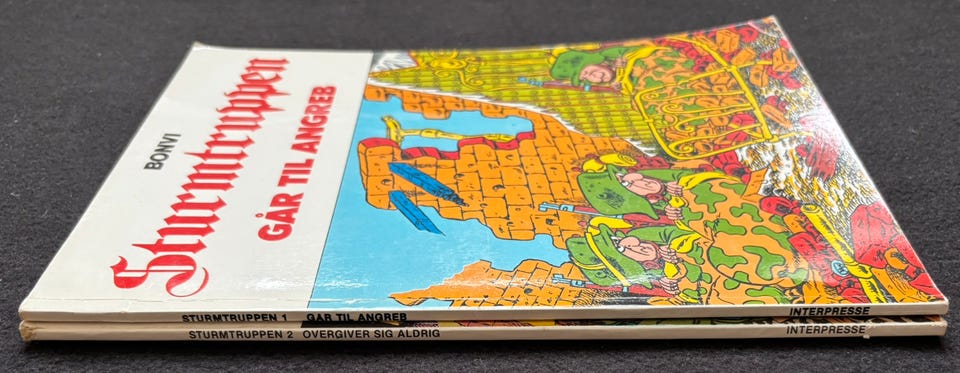 BONVI
Sturmtruppen
GÅR TIL ANGREB
STURMTRUPPEN 1 GÅR TIL ANGREB INTERPRESSE
STURMTRUPPEN 2 OVERGIVER SIG ALDRIG INTERPRESSE